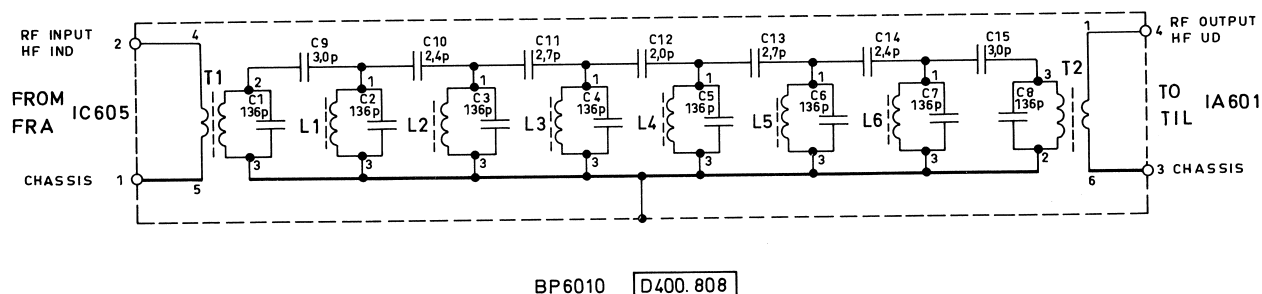 RF INPUT
HF IND
2
4
T1
FROM
FRA
IC605
CHASSIS
1
5
2
C1
136p
3
C9
3,0p
1
C2
136p
L1
3
C10
2,4p
1
C3
136p
L2
3
C11
2,7p
1
C4
136p
L3
3
C12
2,0p
1
C5
136p
L4
3
C13
2,7p
1
C6
136p
L5
3
C14
2,4p
1
C7
136p
L6
3
C15
3,0p
3
C8
136p
2
T2
1
6
4
RF OUTPUT
HF UD
TO
TIL
IA601
3 CHASSIS
BP6010
D400.808